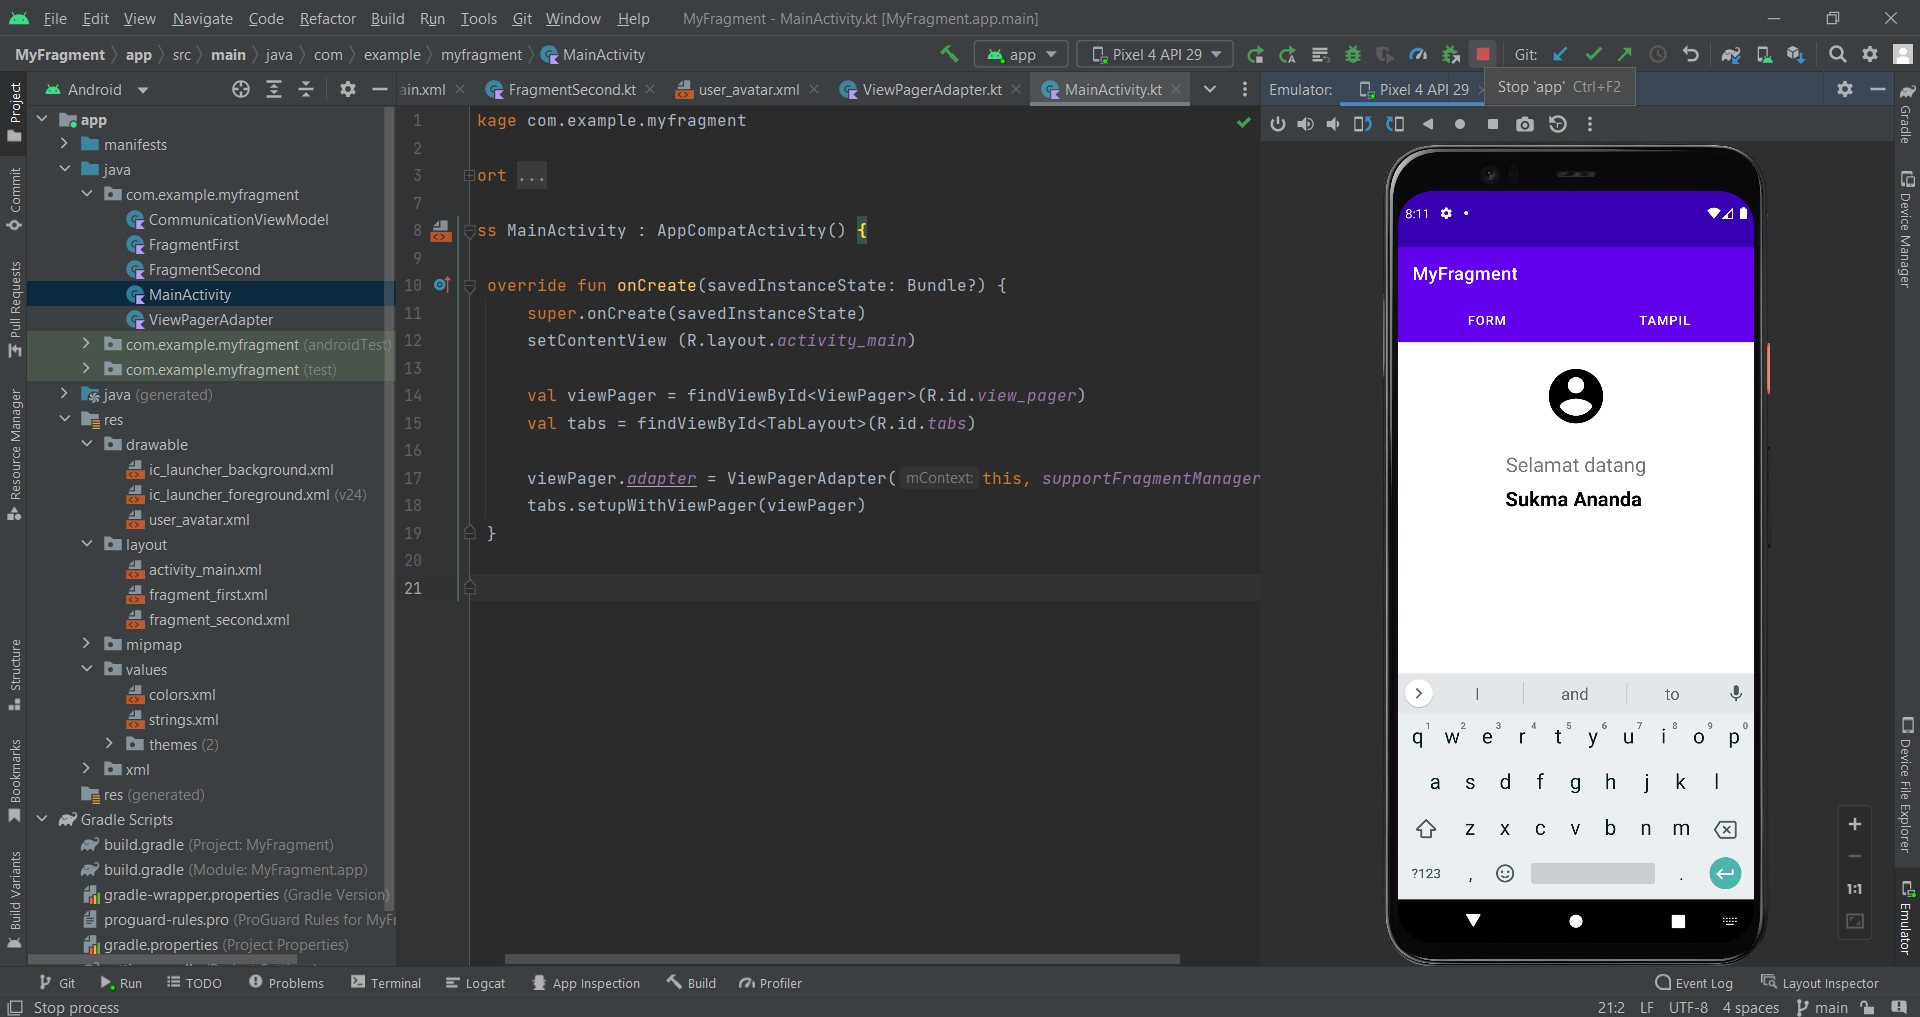 File Edit View Navigate Code Refactor Build Run Tools Git Window Help MyFragment - MainActivity.kt [MyFragment.app.main]
MyFragment app src main java com example myfragment MainActivity
app Pixel 4 API 29 Git:
Android
ain.xml FragmentSecond.kt user_avatar.xml ViewPagerAdapter.kt MainActivity.kt
Emulator: Pixel 4 API 29
Stop 'app' Ctrl+F2
Project
Commit
Pull Requests
Resource Manager
Structure
Bookmarks
Build Variants
app
manifests
java
com.example.myfragment
CommunicationViewModel
FragmentFirst
FragmentSecond
MainActivity
ViewPagerAdapter
com.example.myfragment (androidTest)
com.example.myfragment (test)
java (generated)
res
drawable
ic_launcher_background.xml
ic_launcher_foreground.xml (v24)
user_avatar.xml
layout
activity_main.xml
fragment_first.xml
fragment_second.xml
mipmap
values
colors.xml
strings.xml
themes (2)
xml
res (generated)
Gradle Scripts
build.gradle (Project: MyFragment)
build.gradle (Module: MyFragment.app)
gradle-wrapper.properties (Gradle Version)
proguard-rules.pro (ProGuard Rules for MyFr
gradle.properties (Project Properties)
1 kage com.example.myfragment
2
3 ort ...
7
8 ss MainActivity : AppCompatActivity() {
9
10 override fun onCreate(savedInstanceState: Bundle?) {
11 super.onCreate(savedInstanceState)
12 setContentView (R.layout.activity_main)
13
14 val viewPager = findViewById<ViewPager>(R.id.view_pager)
15 val tabs = findViewById<TabLayout>(R.id.tabs)
16
17 viewPager.adapter = ViewPagerAdapter( mContext: this, supportFragmentManager
18 tabs.setupWithViewPager(viewPager)
19 }
20
21
8:11
MyFragment
FORM TAMPIL
Selamat datang
Sukma Ananda
I and to
q 1 w 2 e 3 r 4 t 5 y 6 u 7 i 8 o 9 p 0
a s d f g h j k l
z x c v b n m
?123 , .
1:1
Gradle
Device Manager
Device File Explorer
Emulator
Git Run TODO Problems Terminal Logcat App Inspection Build Profiler Event Log Layout Inspector
Stop process 21:2 LF UTF-8 4 spaces main